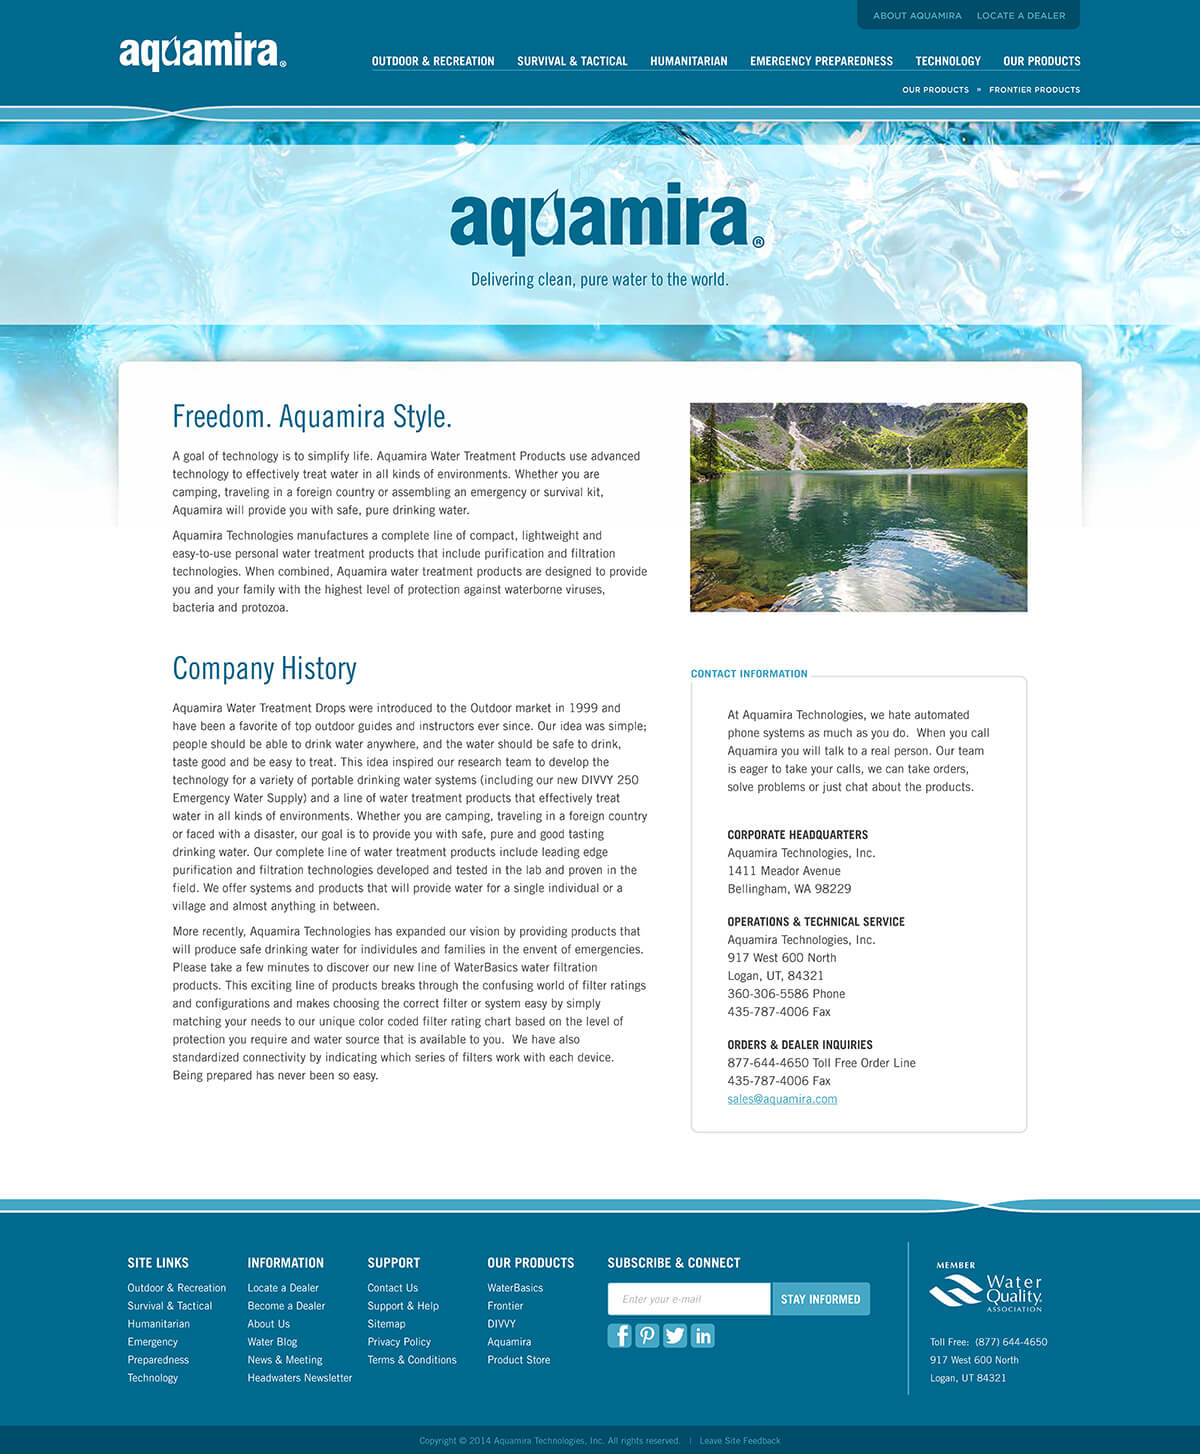 ABOUT AQUAMIRA LOCATE A DEALER
aquamira®
OUTDOOR & RECREATION SURVIVAL & TACTICAL HUMANITARIAN EMERGENCY PREPAREDNESS TECHNOLOGY OUR PRODUCTS
OUR PRODUCTS » FRONTIER PRODUCTS
aquamira®
Delivering clean, pure water to the world.
Freedom. Aquamira Style.
A goal of technology is to simplify life. Aquamira Water Treatment Products use advanced
technology to effectively treat water in all kinds of environments. Whether you are
camping, traveling in a foreign country or assembling an emergency or survival kit,
Aquamira will provide you with safe, pure drinking water.
Aquamira Technologies manufactures a complete line of compact, lightweight and
easy-to-use personal water treatment products that include purification and filtration
technologies. When combined, Aquamira water treatment products are designed to provide
you and your family with the highest level of protection against waterborne viruses,
bacteria and protozoa.
Company History
Aquamira Water Treatment Drops were introduced to the Outdoor market in 1999 and
have been a favorite of top outdoor guides and instructors ever since. Our idea was simple;
people should be able to drink water anywhere, and the water should be safe to drink,
taste good and be easy to treat. This idea inspired our research team to develop the
technology for a variety of portable drinking water systems (including our new DIVVY 250
Emergency Water Supply) and a line of water treatment products that effectively treat
water in all kinds of environments. Whether you are camping, traveling in a foreign country
or faced with a disaster, our goal is to provide you with safe, pure and good tasting
drinking water. Our complete line of water treatment products include leading edge
purification and filtration technologies developed and tested in the lab and proven in the
field. We offer systems and products that will provide water for a single individual or a
village and almost anything in between.
More recently, Aquamira Technologies has expanded our vision by providing products that
will produce safe drinking water for individules and families in the envent of emergencies.
Please take a few minutes to discover our new line of WaterBasics water filtration
products. This exciting line of products breaks through the confusing world of filter ratings
and configurations and makes choosing the correct filter or system easy by simply
matching your needs to our unique color coded filter rating chart based on the level of
protection you require and water source that is available to you. We have also
standardized connectivity by indicating which series of filters work with each device.
Being prepared has never been so easy.
CONTACT INFORMATION
At Aquamira Technologies, we hate automated
phone systems as much as you do. When you call
Aquamira you will talk to a real person. Our team
is eager to take your calls, we can take orders,
solve problems or just chat about the products.
CORPORATE HEADQUARTERS
Aquamira Technologies, Inc.
1411 Meador Avenue
Bellingham, WA 98229
OPERATIONS & TECHNICAL SERVICE
Aquamira Technologies, Inc.
917 West 600 North
Logan, UT, 84321
360-306-5586 Phone
435-787-4006 Fax
ORDERS & DEALER INQUIRIES
877-644-4650 Toll Free Order Line
435-787-4006 Fax
sales@aquamira.com
SITE LINKS
Outdoor & Recreation
Survival & Tactical
Humanitarian
Emergency
Preparedness
Technology
INFORMATION
Locate a Dealer
Become a Dealer
About Us
Water Blog
News & Meeting
Headwaters Newsletter
SUPPORT
Contact Us
Support & Help
Sitemap
Privacy Policy
Terms & Conditions
OUR PRODUCTS
WaterBasics
Frontier
DIVVY
Aquamira
Product Store
SUBSCRIBE & CONNECT
Enter your e-mail STAY INFORMED
MEMBER
Water
Quality
ASSOCIATION
Toll Free: (877) 644-4650
917 West 600 North
Logan, UT 84321
Copyright © 2014 Aquamira Technologies, Inc. All rights reserved. | Leave Site Feedback